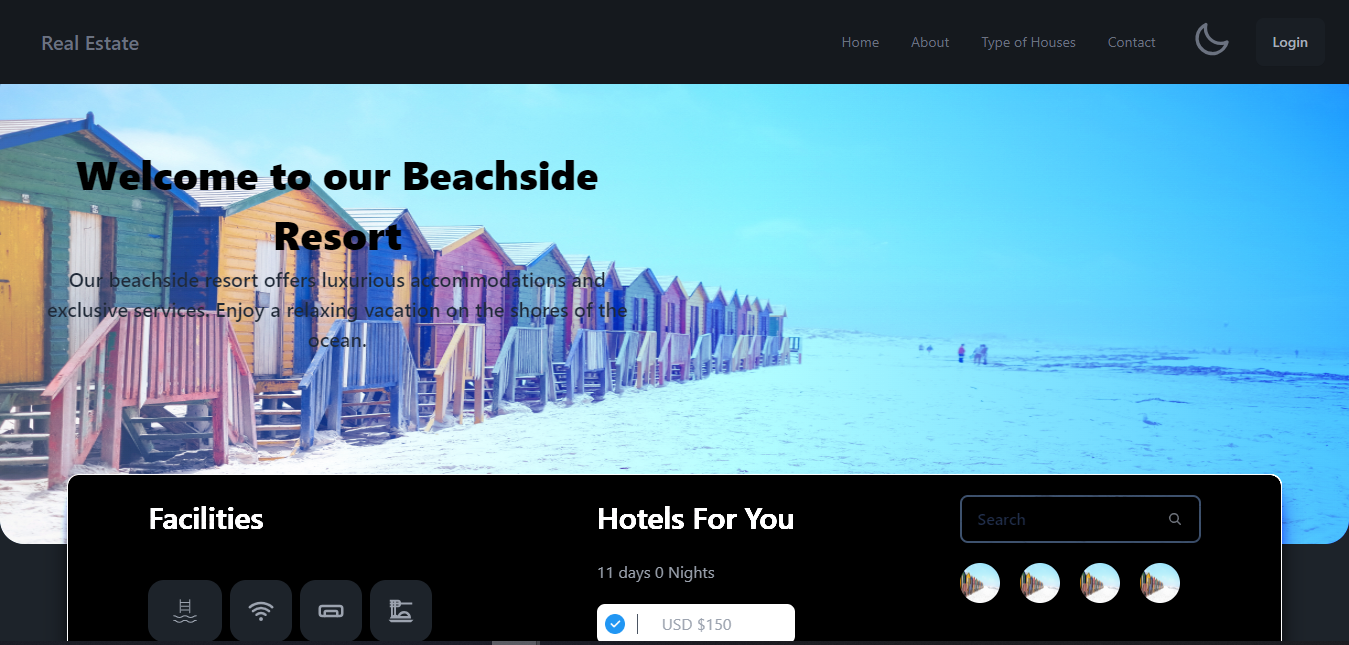 Real Estate
Home
About
Type of Houses
Contact
Login
Welcome to our Beachside
Resort
Our beachside resort offers luxurious accommodations and
exclusive services. Enjoy a relaxing vacation on the shores of the
ocean.
Facilities
Hotels For You
Search
11 days 0 Nights
USD $150